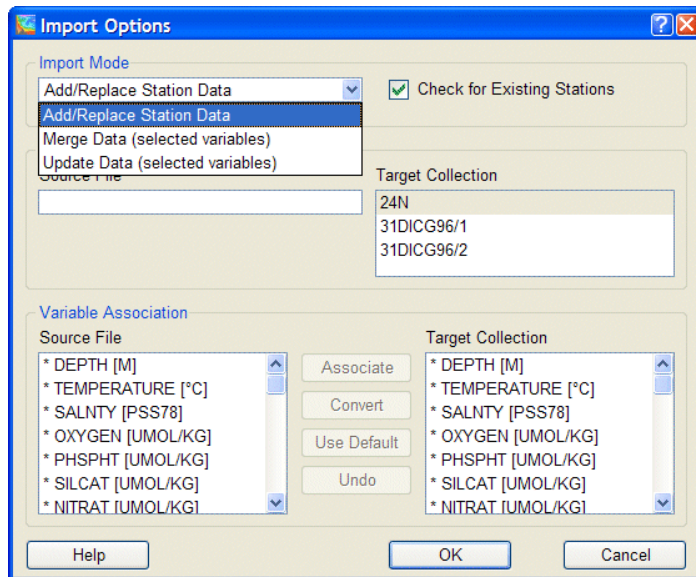 Import Options
Import Mode
Add/Replace Station Data
Check for Existing Stations
Add/Replace Station Data
Merge Data (selected variables)
Update Data (selected variables)
Source File
Target Collection
24N
31DICG96/1
31DICG96/2
Variable Association
Source File
Target Collection
* DEPTH [M]
* TEMPERATURE [°C]
* SALNTY [PSS78]
* OXYGEN [UMOL/KG]
* PHSPHT [UMOL/KG]
* SILCAT [UMOL/KG]
* NITRAT [UMOL/KG]
Associate
Convert
Use Default
Undo
* DEPTH [M]
* TEMPERATURE [°C]
* SALNTY [PSS78]
* OXYGEN [UMOL/KG]
* PHSPHT [UMOL/KG]
* SILCAT [UMOL/KG]
* NITRAT [UMOL/KG]
Help
OK
Cancel